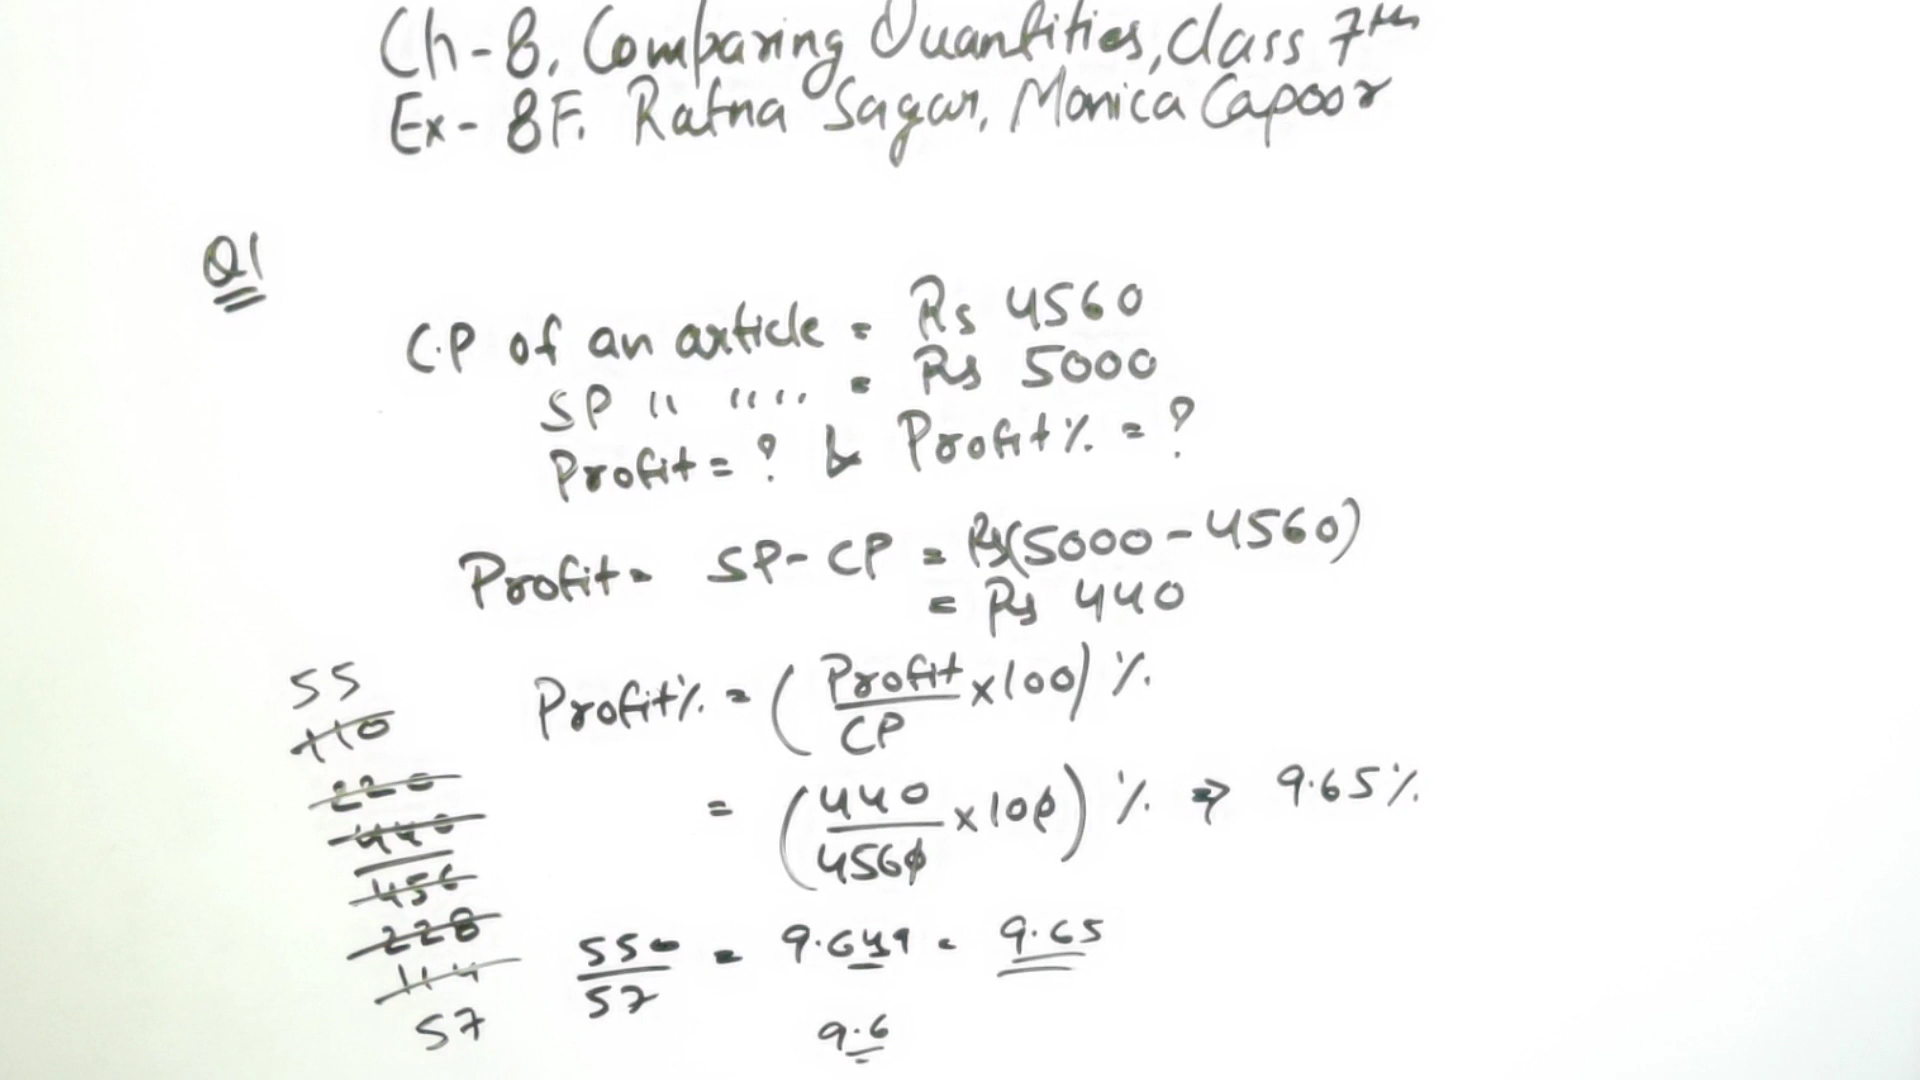 Ch-8, Comparing Quantities, Class 7th
Ex- 8F. Ratna Sagar, Monica Capoor
Q1
C.P of an article = Rs 4560
SP " " " = Rs 5000
Profit = ? & Profit% = ?
Profit = SP - CP = Rs(5000 - 4560)
= Rs 440
Profit% = (Profit/CP × 100) %
= (440/4560 × 100) % ⇒ 9.65%
55
110
220
440
456
228
114
57
550/57 = 9.649 = 9.65
9.6